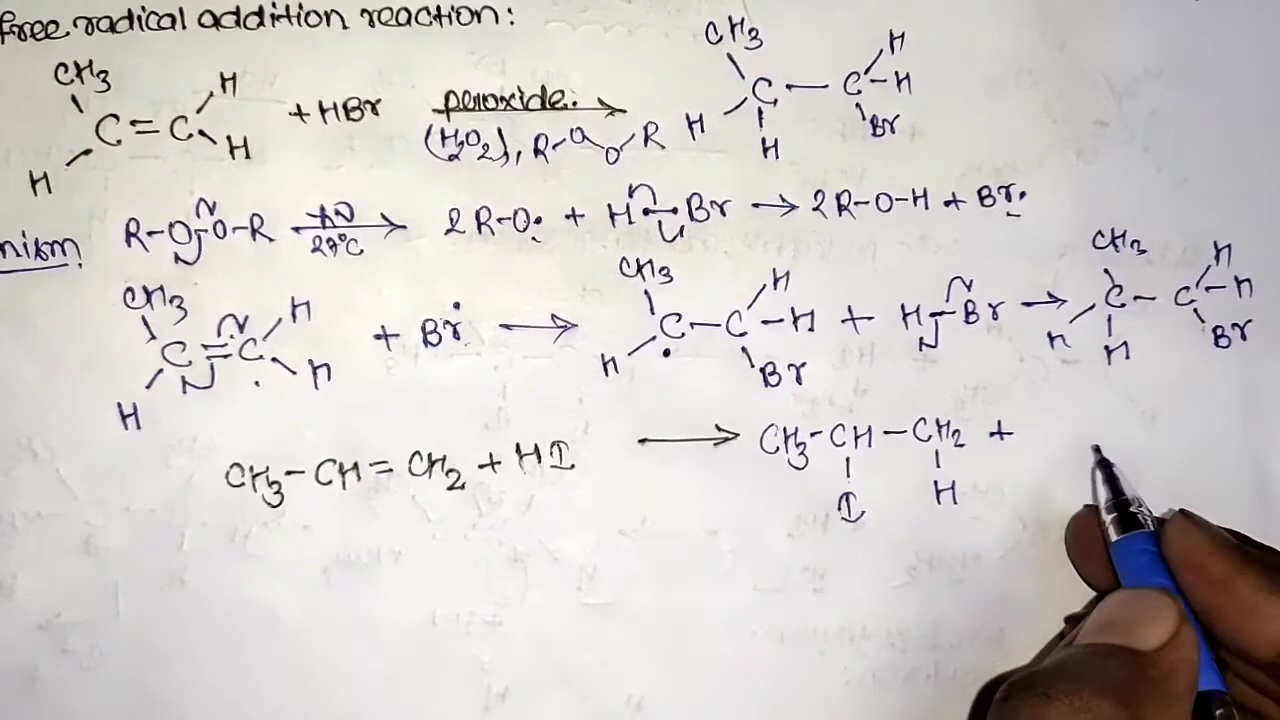 free radical addition reaction:
CH3 H CH3 H
C=C + HBr peroxide. C — C-H
H H (H2O2), R-O O-R H H Br
nism R-O-O-R hν 27°C 2R-O• + H-Br → 2R-O-H + Br•
CH3 H CH3 H CH3 H
C=C + Br• → C-C-H + H-Br → C-C-H
H H H Br H H Br
CH3-CH=CH2 + HI → CH3-CH-CH2 +
I H